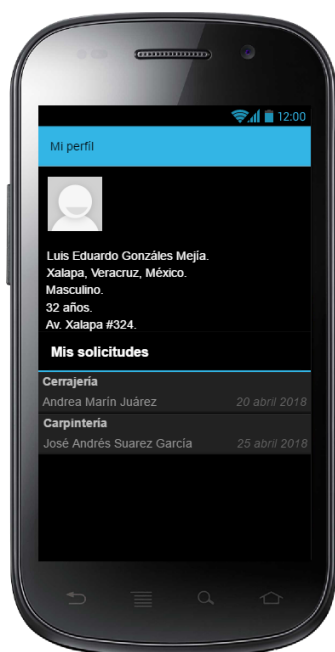 12:00
Mi perfil
Luis Eduardo Gonzáles Mejía.
Xalapa, Veracruz, México.
Masculino.
32 años.
Av. Xalapa #324.
Mis solicitudes
Cerrajería
Andrea Marín Juárez 20 abril 2018
Carpintería
José Andrés Suarez García 25 abril 2018